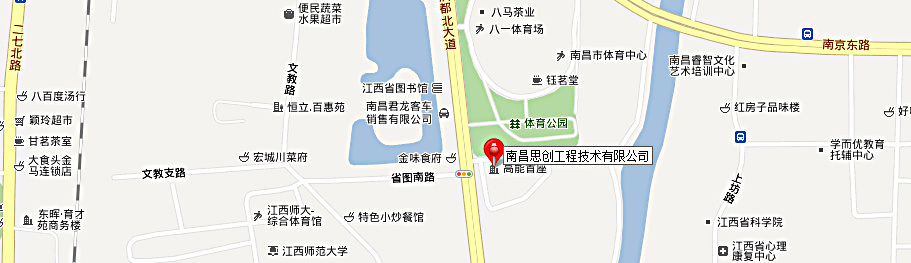 便民蔬菜
水果超市
都北大道
八马茶业
八一体育场
南京东路
二七北路
文教路
南昌市体育中心
南昌睿智文化
艺术培训中心
钰茗堂
江西省图书馆
八百度汤行
恒立.百惠苑
南昌君龙客车
销售有限公司
红房子品味楼
好
颖玲超市
体育公园
甘茗茶室
学而优教育
托辅中心
大食头金
马连锁店
宏城川菜府
金味食府
南昌思创工程技术有限公司
高能首座
文教支路
省图南路
上坊路
东晖·育才
苑商务楼
江西师大-
综合体育馆
特色小炒餐馆
江西省科学院
江西师范大学
江西省心理
康复中心